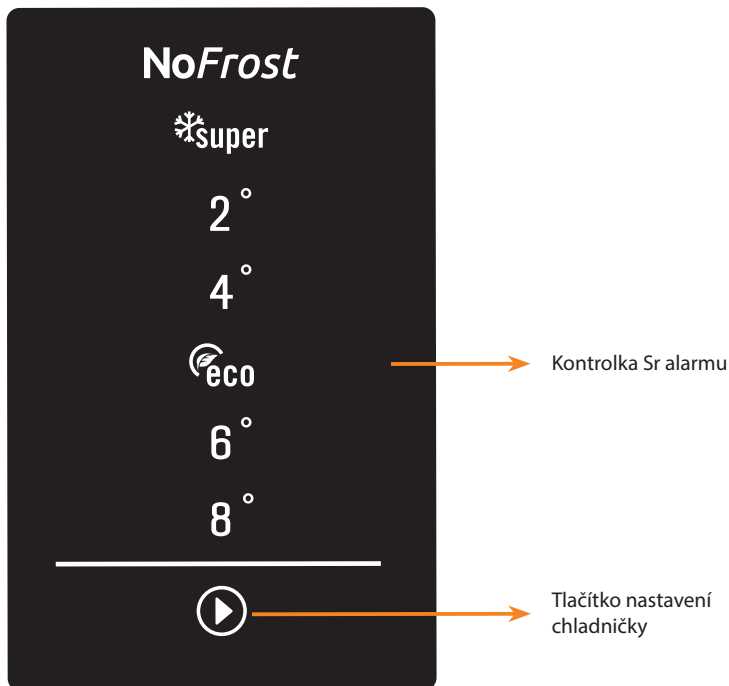 NoFrost
super
2°
4°
eco
Kontrolka Sr alarmu
6°
8°
Tlačítko nastavení
chladničky